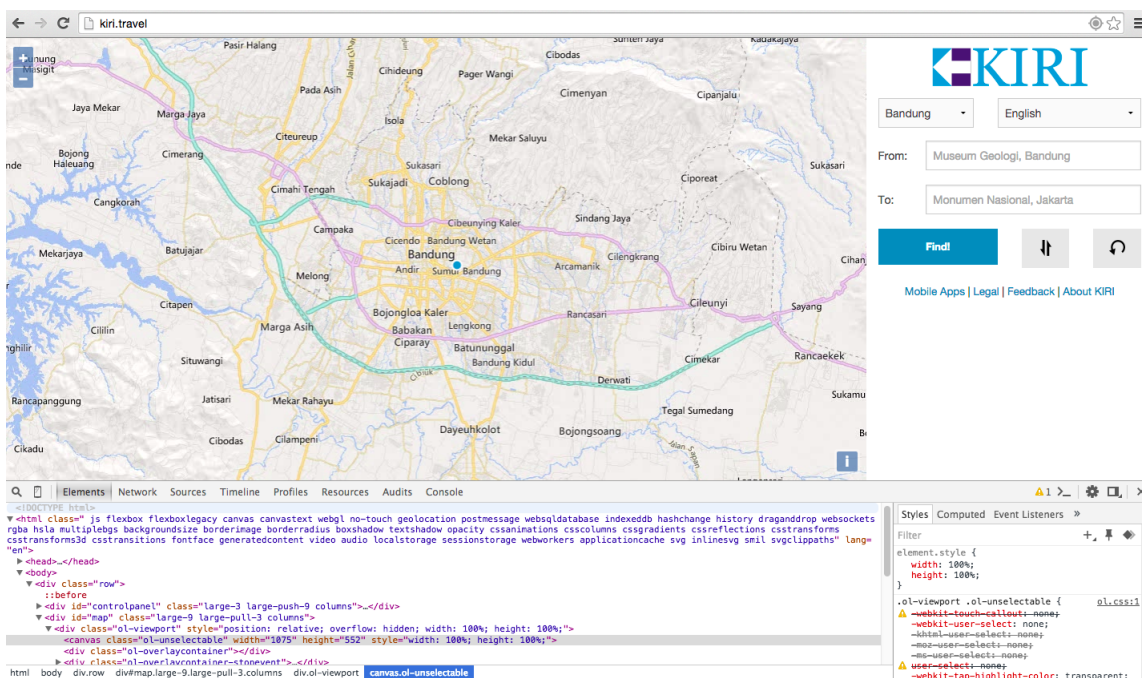 kiri.travel
Pasir Halang
Sunten Jaya
Kadakajaya
Cibodas
Cihideung
Pager Wangi
Pada Asih
Cimenyan
Cipanjalu
Jaya Mekar
Marga Jaya
Isola
Citeureup
Mekar Saluyu
Bojong
Haleuang
Cimerang
Sukasari
Sukasari
Cimahi Tengah
Sukajadi
Coblong
Ciporeat
Cangkorah
Campaka
Cibeunying Kaler
Sindang Jaya
Cicendo
Bandung Wetan
Mekarjaya
Batujajar
Bandung
Cilengkrang
Cibiru Wetan
Cihan
Melong
Andir
Sumur Bandung
Arcamanik
Citapen
Cileunyi
Sayang
Bojongloa Kaler
Rancasari
Cililin
Marga Asih
Babakan
Ciparay
Lengkong
Batununggal
Situwangi
Bandung Kidul
Cimekar
Rancaekek
Derwati
Rancapanggung
Jatisari
Mekar Rahayu
Sukamu
Tegal Sumedang
Cikadu
Cibodas
Cilampeni
Dayeuhkolot
Bojongsoang
i
KIRI
Bandung
English
From:
Museum Geologi, Bandung
To:
Monumen Nasional, Jakarta
Find!
Mobile Apps | Legal | Feedback | About KIRI
Elements Network Sources Timeline Profiles Resources Audits Console
1
<!DOCTYPE html>
<html class=" js flexbox flexboxlegacy canvas canvastext webgl no-touch geolocation postmessage websqldatabase indexeddb hashchange history draganddrop websockets
rgba hsla multiplebgs backgroundsize borderimage borderradius boxshadow textshadow opacity cssanimations csscolumns cssgradients cssreflections csstransforms
csstransforms3d csstransitions fontface generatedcontent video audio localstorage sessionstorage webworkers applicationcache svg inlinesvg smil svgclippaths" lang=
"en">
<head>…</head>
<body>
<div class="row">
::before
<div id="controlpanel" class="large-3 large-push-9 columns">…</div>
<div id="map" class="large-9 large-pull-3 columns">
<div class="ol-viewport" style="position: relative; overflow: hidden; width: 100%; height: 100%;">
<canvas class="ol-unselectable" width="1075" height="552" style="width: 100%; height: 100%;">
<div class="ol-overlaycontainer"></div>
<div class="ol-overlaycontainer-stopevent">…</div>
html body div.row div#map.large-9.large-pull-3.columns div.ol-viewport canvas.ol-unselectable
Styles Computed Event Listeners »
Filter
element.style {
width: 100%;
height: 100%;
}
.ol-viewport .ol-unselectable { ol.css:1
-webkit-touch-callout: none;
-webkit-user-select: none;
-khtml-user-select: none;
-moz-user-select: none;
-ms-user-select: none;
user-select: none;
-webkit-tap-highlight-color: transparent;